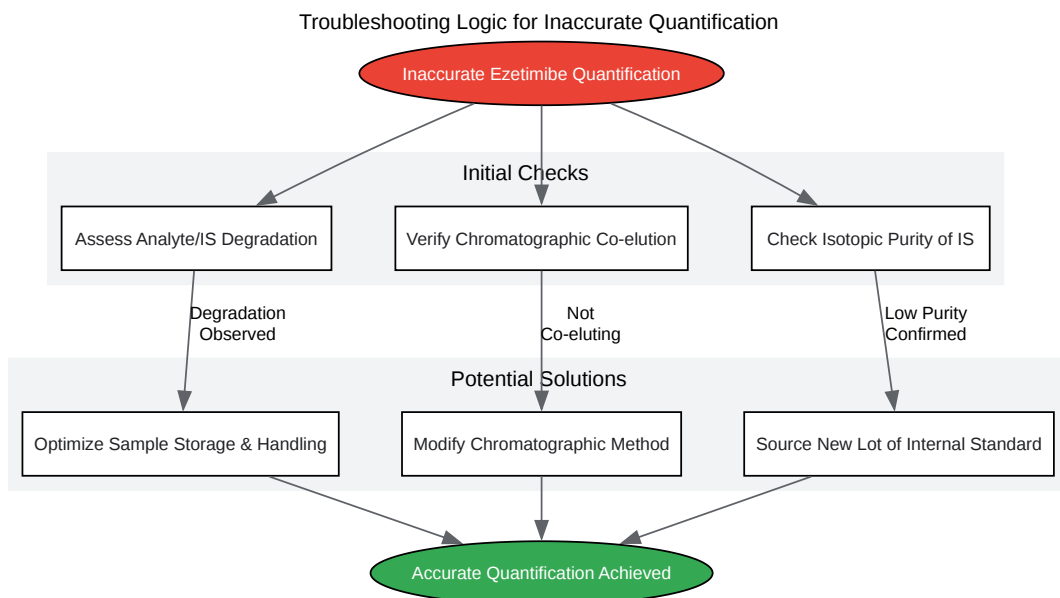 Troubleshooting Logic for Inaccurate Quantification
Inaccurate Ezetimibe Quantification
Initial Checks
Assess Analyte/IS Degradation
Verify Chromatographic Co-elution
Check Isotopic Purity of IS
Degradation
Observed
Not
Co-eluting
Low Purity
Confirmed
Potential Solutions
Optimize Sample Storage & Handling
Modify Chromatographic Method
Source New Lot of Internal Standard
Accurate Quantification Achieved